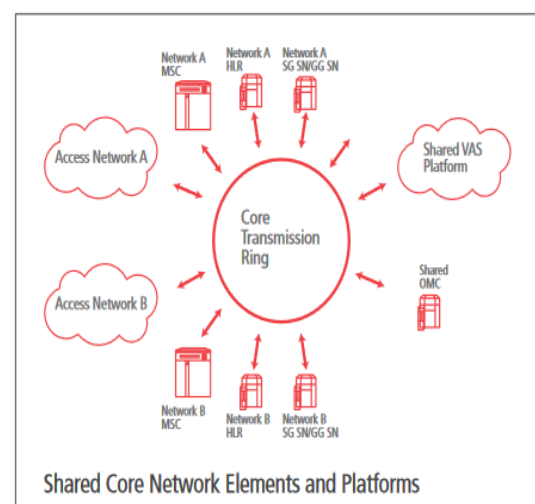 Network A
MSC
Network A
HLR
Network A
SG SN/GG SN
Access Network A
Shared VAS
Platform
Core
Transmission
Ring
Access Network B
Shared
OMC
Network B
MSC
Network B
HLR
Network B
SG SN/GG SN
Shared Core Network Elements and Platforms